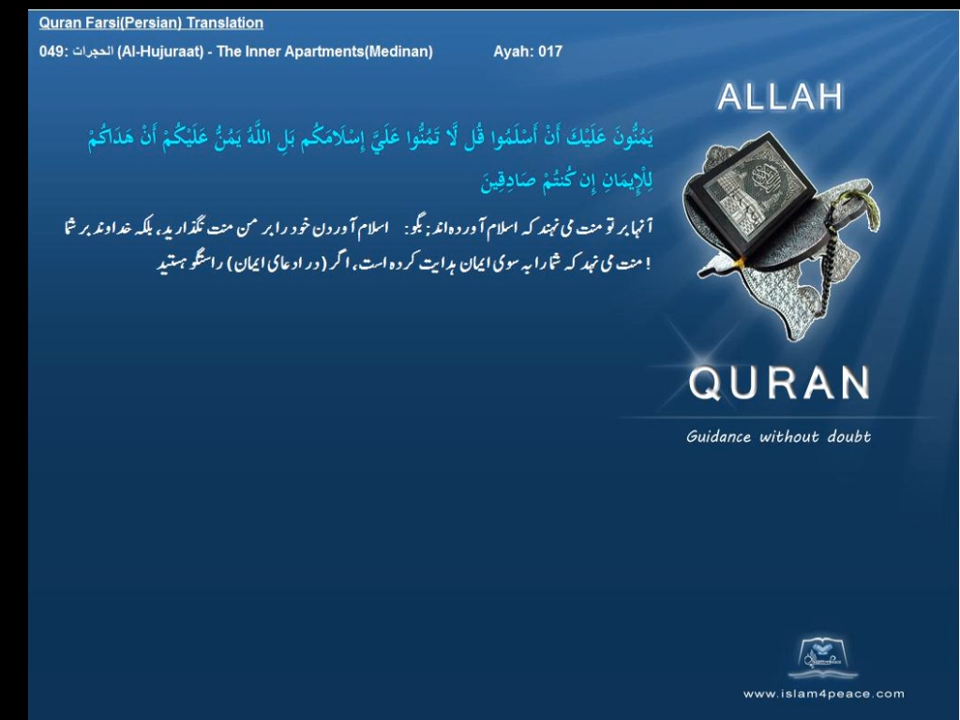 Quran Farsi(Persian) Translation
049: الحجرات (Al-Hujuraat) - The Inner Apartments(Medinan) Ayah: 017
ALLAH
يَمُنُّونَ عَلَيْكَ أَنْ أَسْلَمُوا قُل لَّا تَمُنُّوا عَلَيَّ إِسْلَامَكُم بَلِ اللَّهُ يَمُنُّ عَلَيْكُمْ أَنْ هَدَاكُمْ
لِلْإِيمَانِ إِن كُنتُمْ صَادِقِينَ
آنها بر تو منت می نهند که اسلام آورده‌اند; بگو: اسلام آوردن خود را بر من منت نگذارید، بلکه خداوند بر شما
! منت می نهد که شما را به سوی ایمان هدایت کرده است، اگر (در ادعای ایمان) راستگو هستید
QURAN
Guidance without doubt
www.islam4peace.com